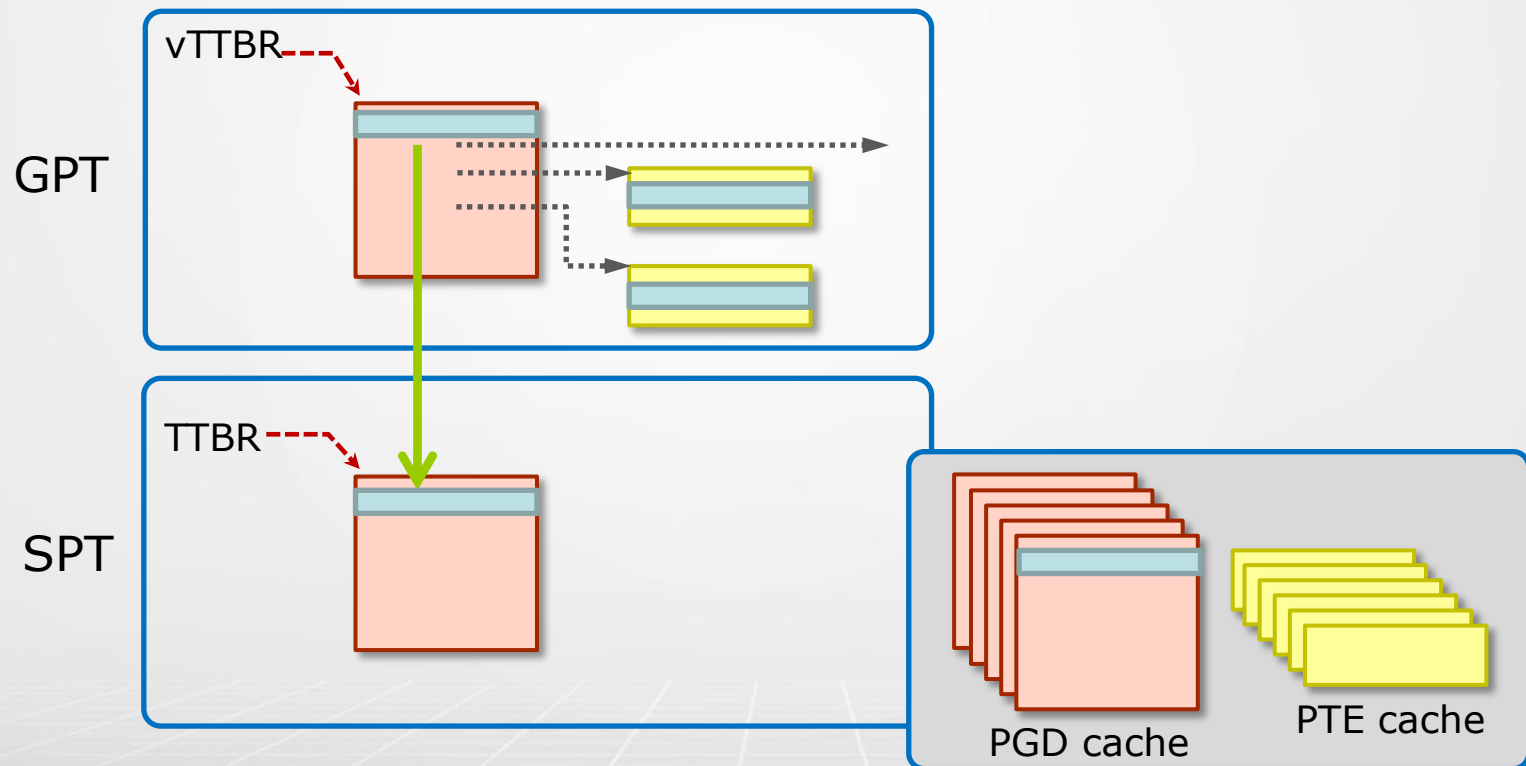 vTTBR
GPT
TTBR
SPT
PGD cache
PTE cache